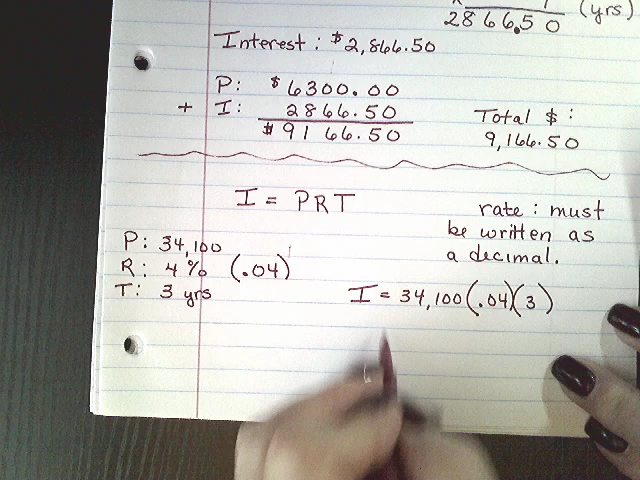 2866.50 (yrs)
Interest: $2,866.50
P: $6300.00
+ I: 2866.50
$9166.50
Total $:
9,166.50
I = PRT
rate: must
be written as
a decimal.
P: 34,100
R: 4% (.04)
T: 3 yrs
I = 34,100(.04)(3)